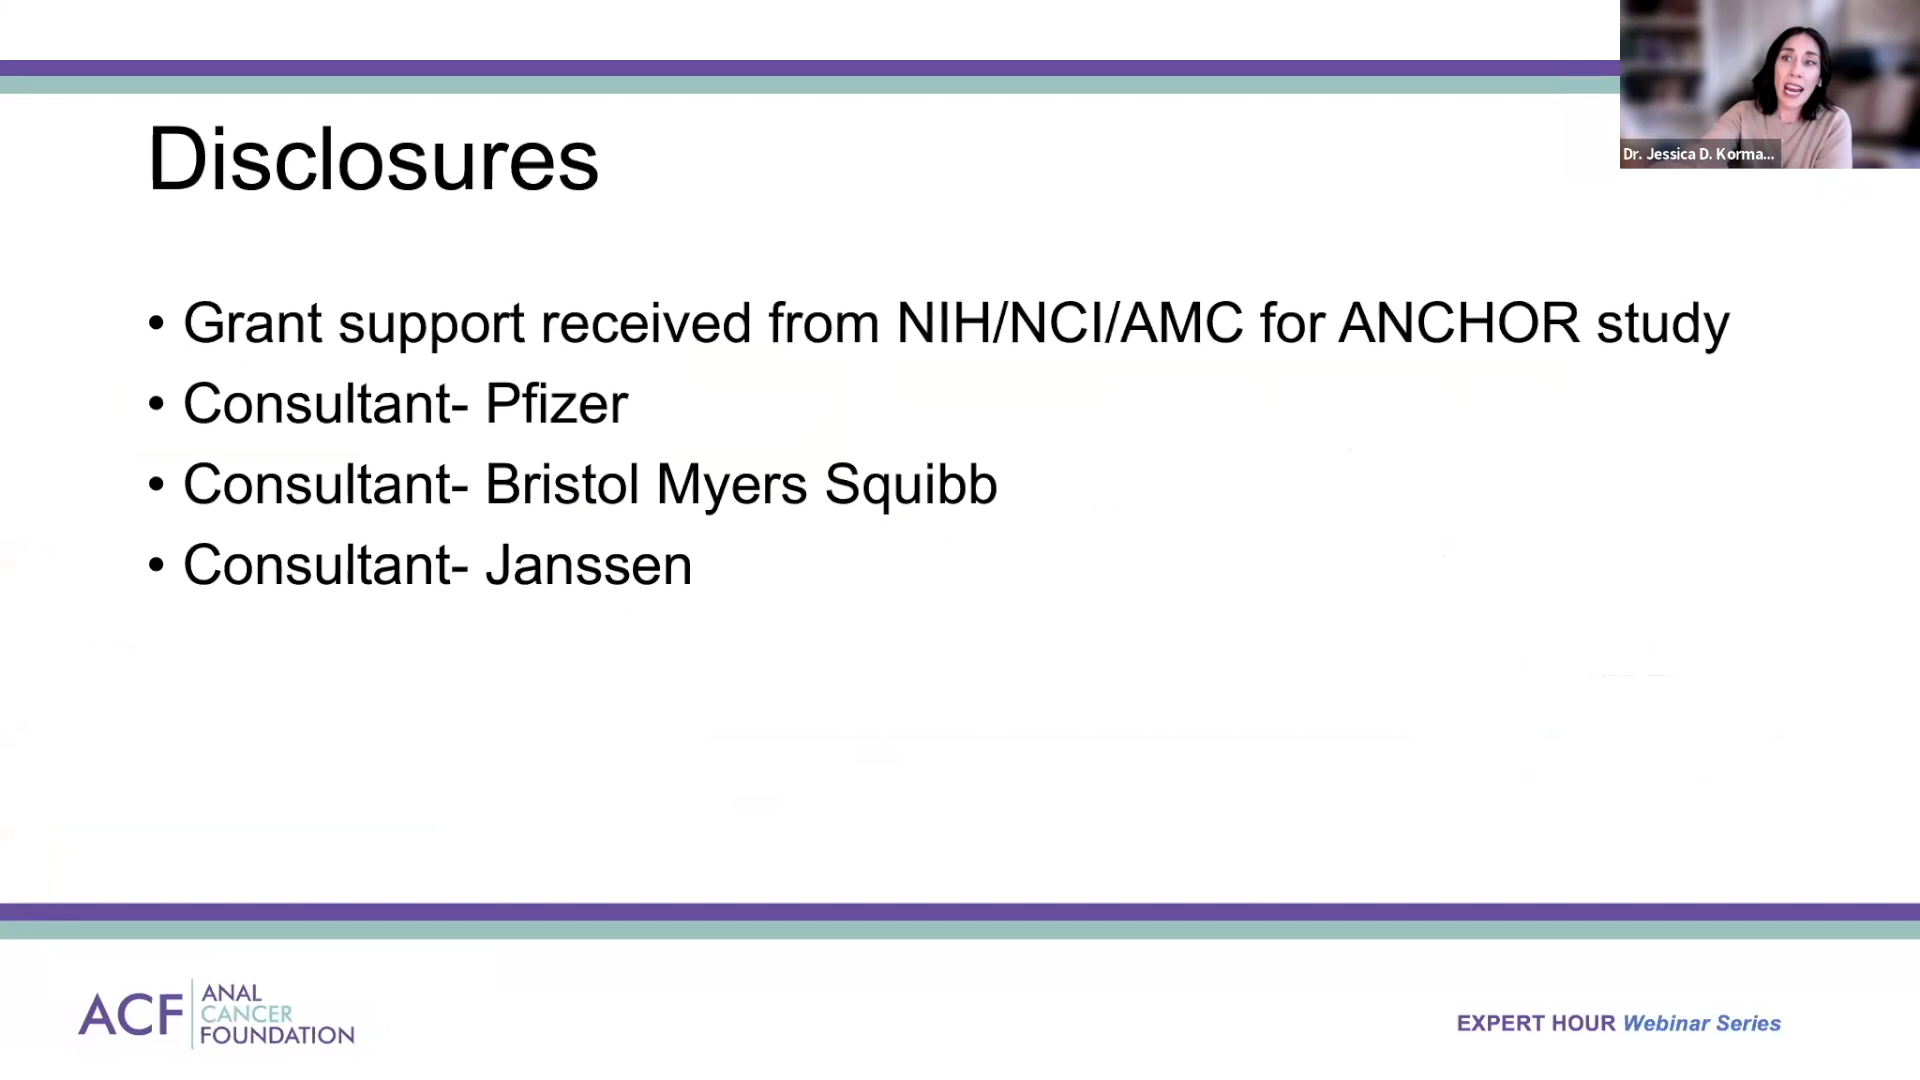 Dr. Jessica D. Korma...
Disclosures
• Grant support received from NIH/NCI/AMC for ANCHOR study
• Consultant- Pfizer
• Consultant- Bristol Myers Squibb
• Consultant- Janssen
ACF
ANAL
CANCER
FOUNDATION
EXPERT HOUR Webinar Series